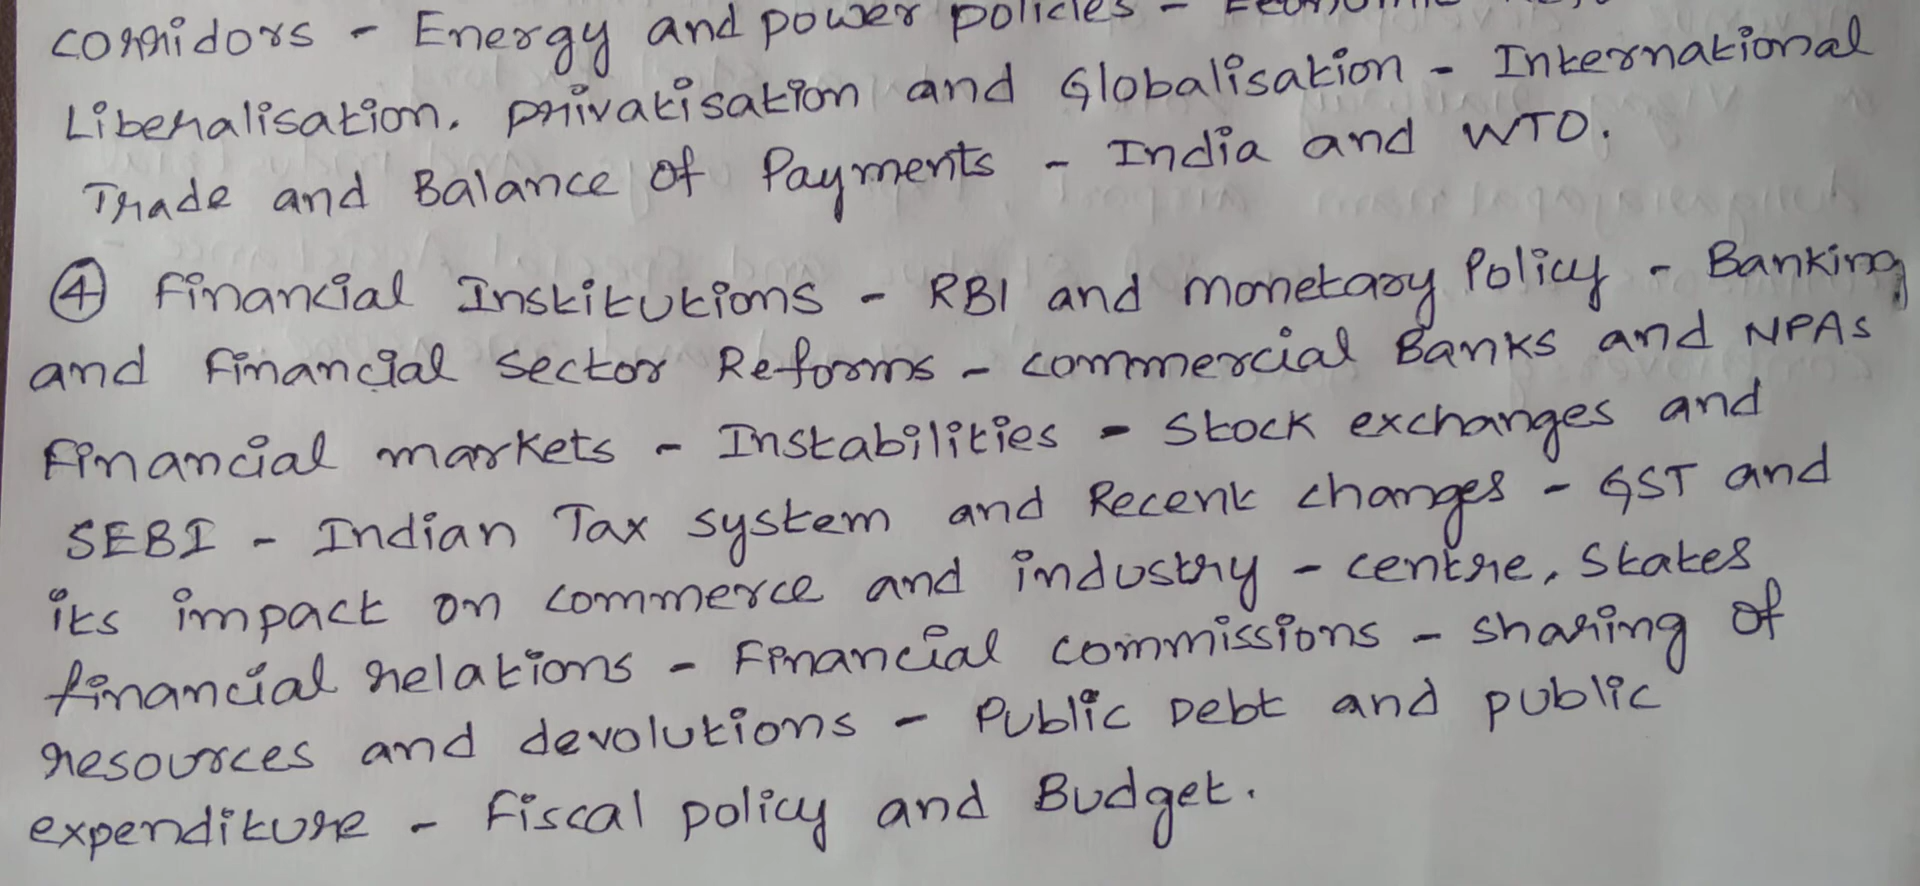 corridors - Energy and power policies -
Liberalisation, privatisation and Globalisation - International
Trade and Balance of Payments - India and WTO.
④ Financial Institutions - RBI and monetary Policy - Banking
and financial sector Reforms - commercial Banks and NPAs
Financial markets - Instabilities - Stock exchanges and
SEBI - Indian Tax system and Recent changes - GST and
its impact on commerce and industry - centre, States
financial relations - Financial commissions - sharing of
resources and devolutions - Public Debt and public
expenditure - Fiscal policy and Budget.